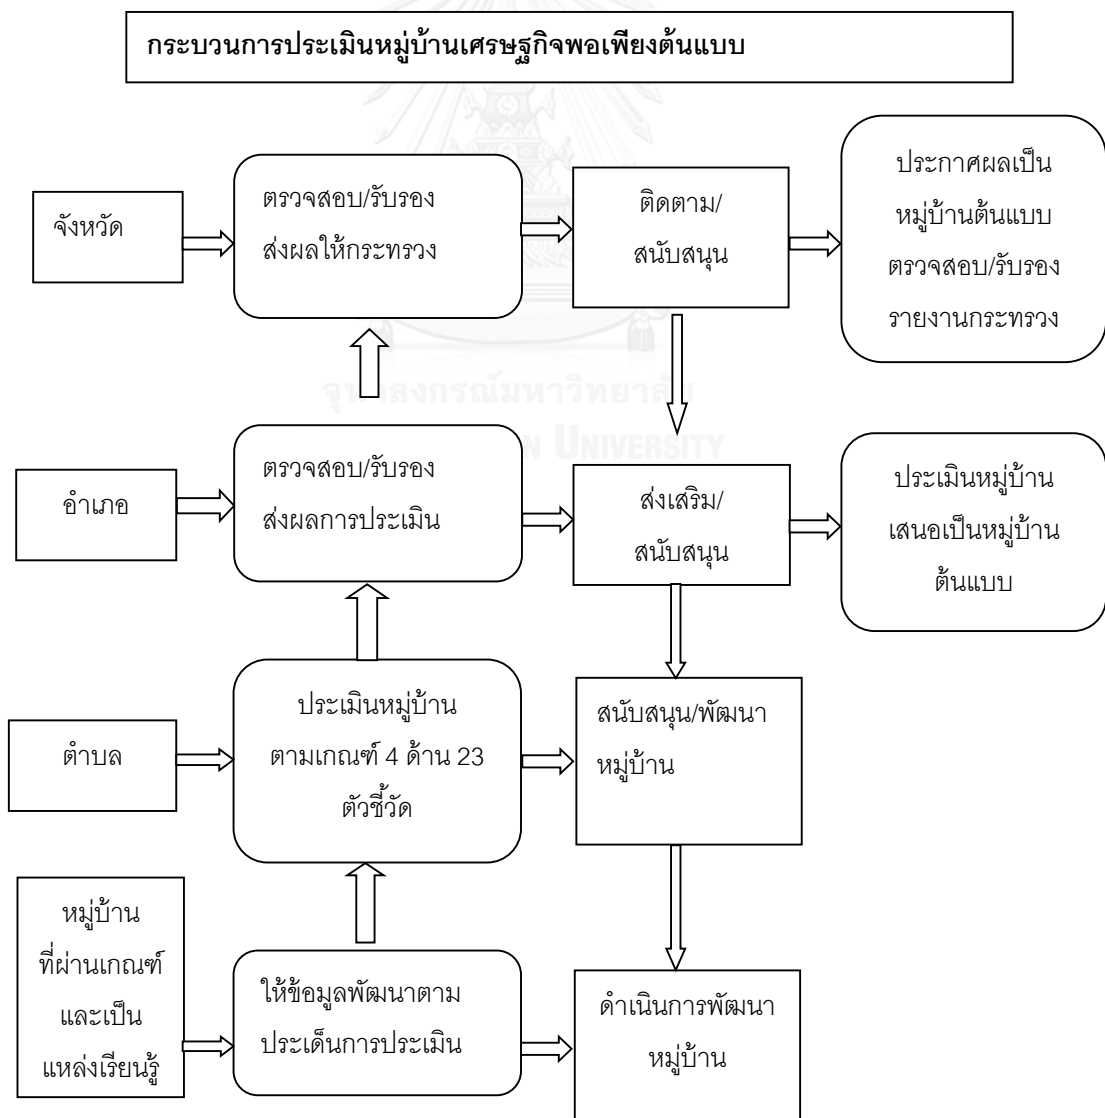 กระบวนการประเมินหมู่บ้านเศรษฐกิจพอเพียงต้นแบบ
จังหวัด
ตรวจสอบ/รับรอง
ส่งผลให้กระทรวง
ติดตาม/
สนับสนุน
ประกาศผลเป็น
หมู่บ้านต้นแบบ
ตรวจสอบ/รับรอง
รายงานกระทรวง
อำเภอ
ตรวจสอบ/รับรอง
ส่งผลการประเมิน
ส่งเสริม/
สนับสนุน
ประเมินหมู่บ้าน
เสนอเป็นหมู่บ้าน
ต้นแบบ
ตำบล
ประเมินหมู่บ้าน
ตามเกณฑ์ 4 ด้าน 23
ตัวชี้วัด
สนับสนุน/พัฒนา
หมู่บ้าน
หมู่บ้าน
ที่ผ่านเกณฑ์
และเป็น
แหล่งเรียนรู้
ให้ข้อมูลพัฒนาตาม
ประเด็นการประเมิน
ดำเนินการพัฒนา
หมู่บ้าน
UNIVERSITY